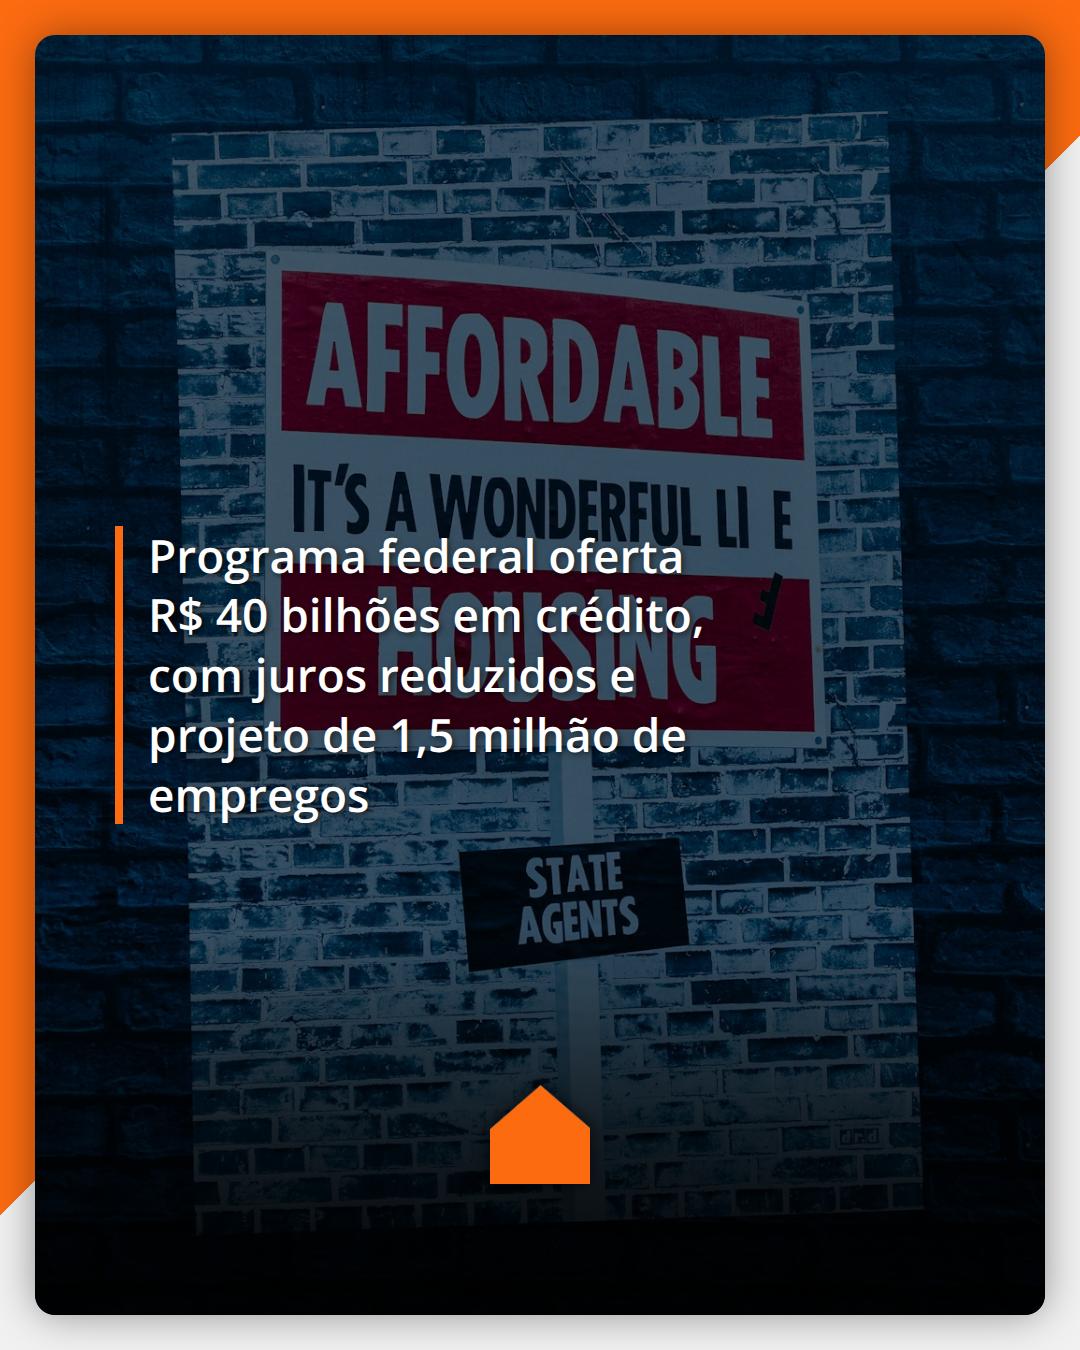 AFFORDABLE
IT'S A WONDERFUL LI E
F
HOUSING
Programa federal oferta
R$ 40 bilhões em crédito,
com juros reduzidos e
projeto de 1,5 milhão de
empregos
STATE
AGENTS
drd